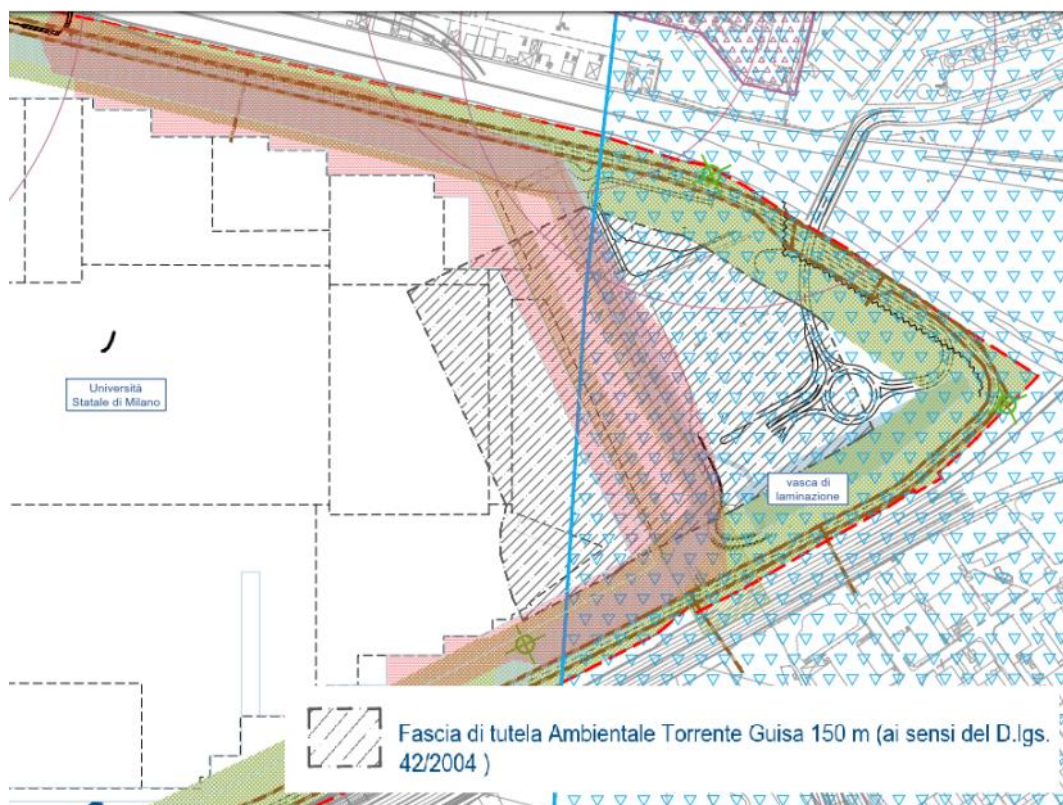 Università
Statale di Milano
vasca di
laminazione
Fascia di tutela Ambientale Torrente Guisa 150 m (ai sensi del D.lgs.
42/2004 )